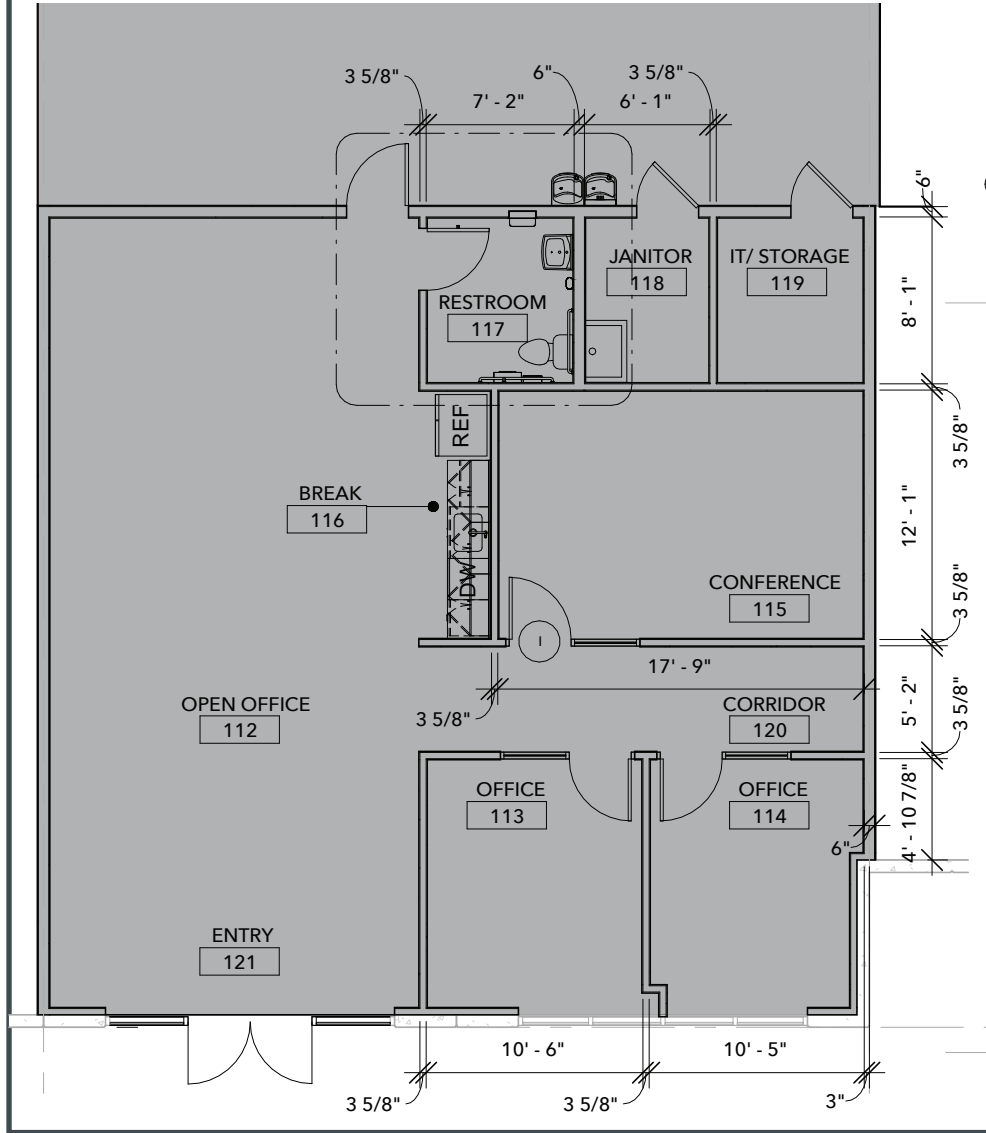 3 5/8"
6"
3 5/8"
7' - 2"
6' - 1"
6"
JANITOR
118
IT/ STORAGE
119
RESTROOM
117
8' - 1"
REF
3 5/8"
BREAK
116
12' - 1"
DW
CONFERENCE
115
3 5/8"
I
17' - 9"
3 5/8"
OPEN OFFICE
112
CORRIDOR
120
5' - 2"
3 5/8"
OFFICE
113
OFFICE
114
4' - 10 7/8"
6"
ENTRY
121
10' - 6"
10' - 5"
3 5/8"
3 5/8"
3"